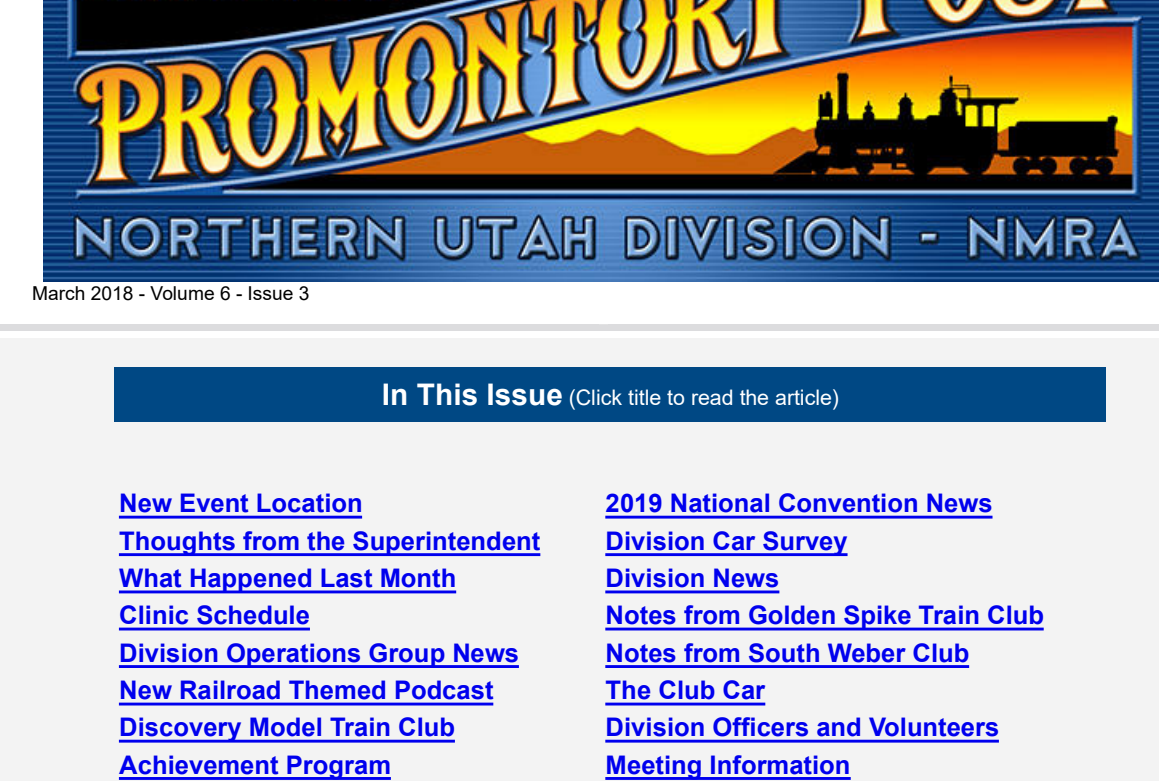 PROMONTORY POST
NORTHERN UTAH DIVISION - NMRA
March 2018 - Volume 6 - Issue 3
In This Issue (Click title to read the article)
New Event Location
Thoughts from the Superintendent
What Happened Last Month
Clinic Schedule
Division Operations Group News
New Railroad Themed Podcast
Discovery Model Train Club
Achievement Program
2019 National Convention News
Division Car Survey
Division News
Notes from Golden Spike Train Club
Notes from South Weber Club
The Club Car
Division Officers and Volunteers
Meeting Information